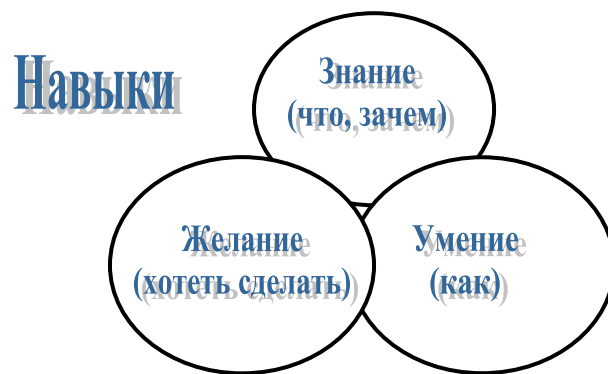 Навыки
Знание
(что, зачем)
Желание
(хотеть сделать)
Умение
(как)